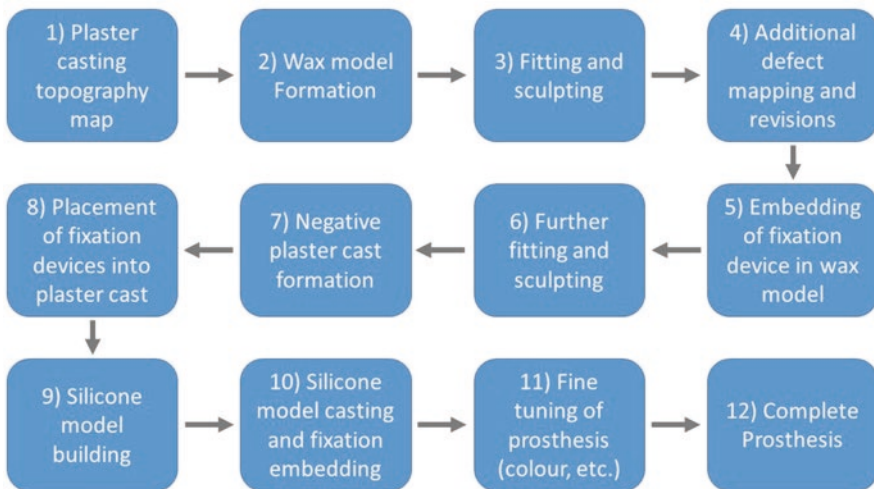 1) Plaster
casting
topography
map
2) Wax model
Formation
3) Fitting and
sculpting
4) Additional
defect
mapping and
revisions
5) Embedding
of fixation
device in wax
model
6) Further
fitting and
sculpting
7) Negative
plaster cast
formation
8) Placement
of fixation
devices into
plaster cast
9) Silicone
model
building
10) Silicone
model casting
and fixation
embedding
11) Fine
tuning of
prosthesis
(colour, etc.)
12) Complete
Prosthesis